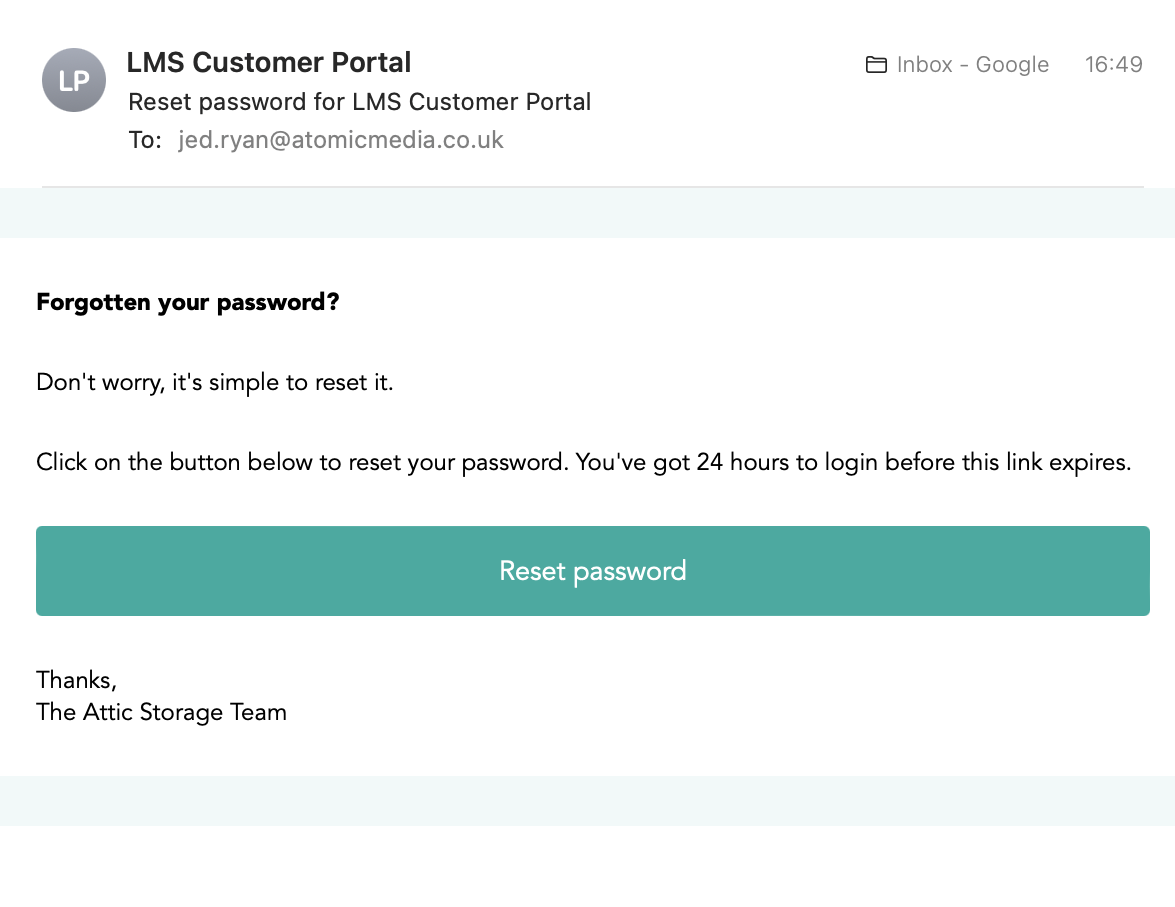 LP
LMS Customer Portal
Inbox - Google
16:49
Reset password for LMS Customer Portal
To: jed.ryan@atomicmedia.co.uk
Forgotten your password?
Don't worry, it's simple to reset it.
Click on the button below to reset your password. You've got 24 hours to login before this link expires.
Reset password
Thanks,
The Attic Storage Team